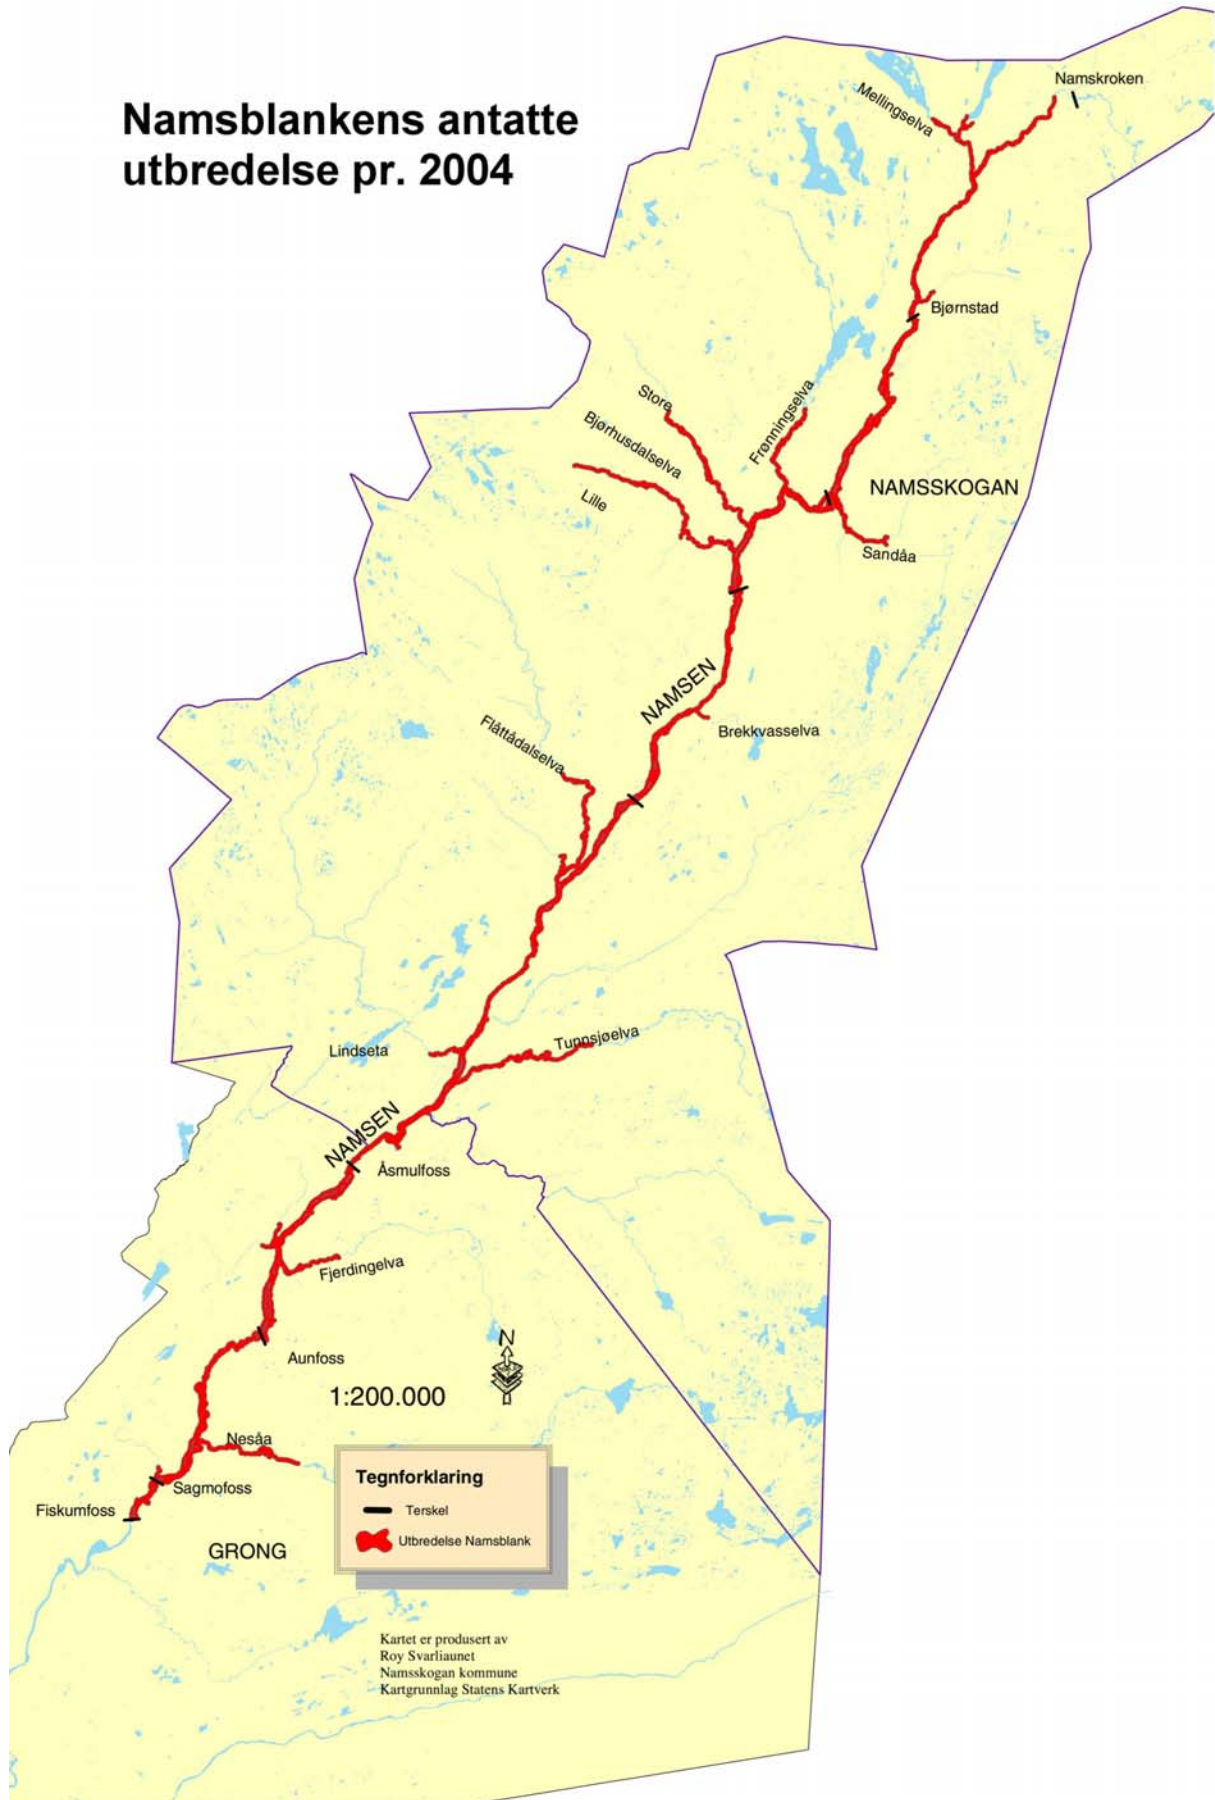 Namsblankens antatte
utbredelse pr. 2004
Namskroken
Mellingselva
Bjørnstad
Store
Frønningselva
Bjørhusdalselva
NAMSSKOGAN
Lille
Sandåa
NAMSEN
Brekkvasselva
Flåttådalselva
Tunnsjøelva
Lindseta
NAMSEN
Åsmulfoss
Fjerdingelva
N
Aunfoss
1:200.000
Nesåa
Tegnforklaring
Sagmofoss
Terskel
Fiskumfoss
Utbredelse Namsblank
GRONG
Kartet er produsert av
Roy Svarliaunet
Namsskogan kommune
Kartgrunnlag Statens Kartverk